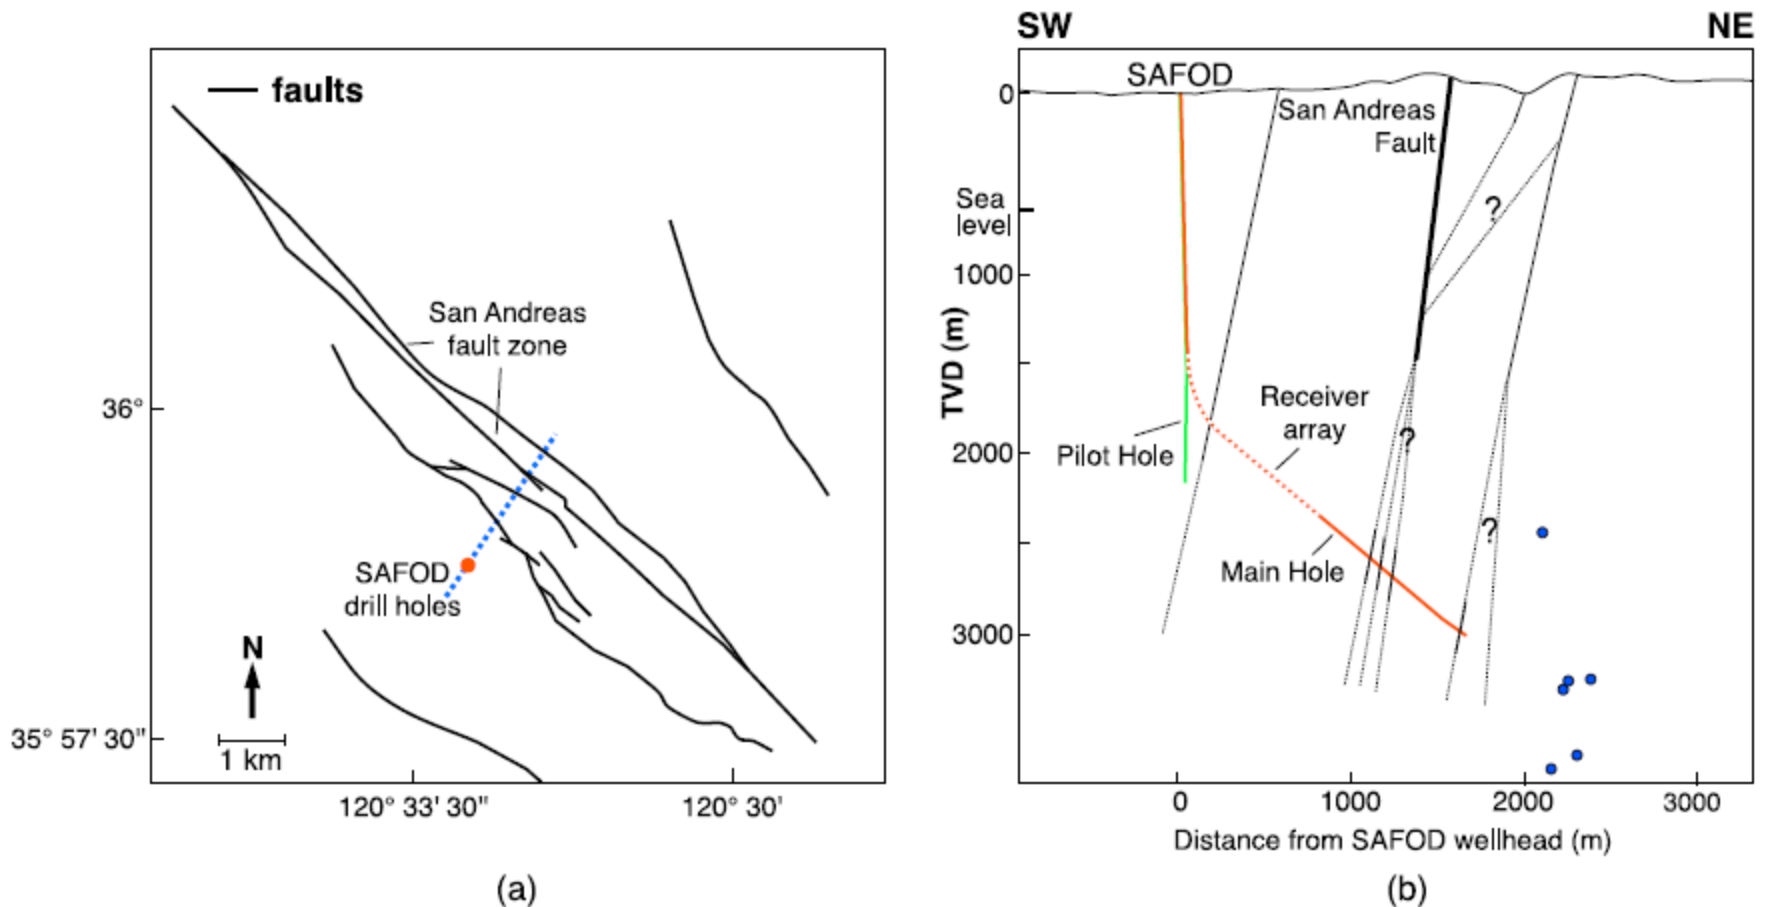 faults
San Andreas
fault zone
36°
SAFOD
drill holes
N
1 km
35° 57' 30"
120° 33' 30"
120° 30'
(a)
SW
NE
SAFOD
0
San Andreas
Fault
Sea
level
?
1000
TVD (m)
Receiver
array
?
Pilot Hole
2000
?
Main Hole
3000
0
1000
2000
3000
Distance from SAFOD wellhead (m)
(b)